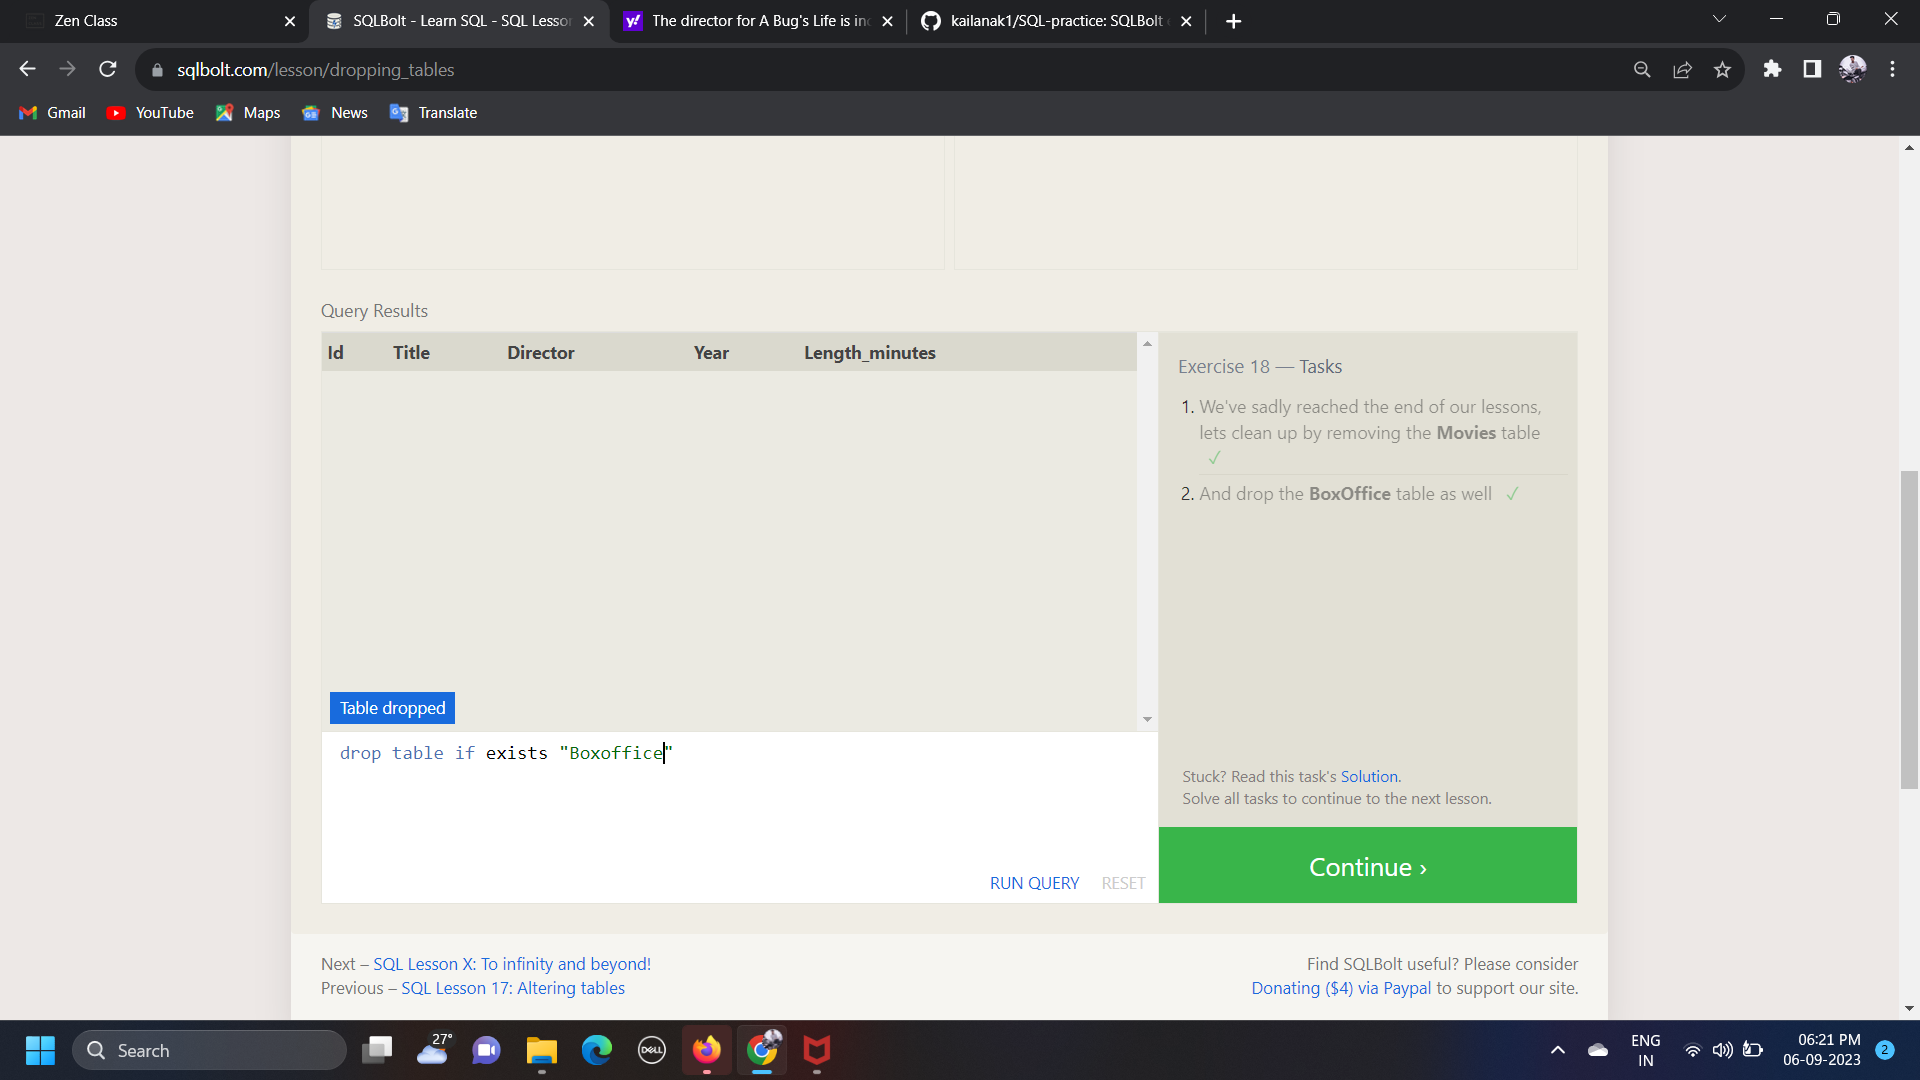 Zen Class
SQLBolt - Learn SQL - SQL Lesson
The director for A Bug's Life is in
kailanak1/SQL-practice: SQLBolt
sqlbolt.com/lesson/dropping_tables
Gmail
YouTube
Maps
News
Translate
Query Results
Id Title Director Year Length_minutes
Exercise 18 — Tasks
1. We've sadly reached the end of our lessons,
lets clean up by removing the Movies table
✓
2. And drop the BoxOffice table as well ✓
Table dropped
drop table if exists "Boxoffice"
RUN QUERY RESET
Stuck? Read this task's Solution.
Solve all tasks to continue to the next lesson.
Continue ›
Next – SQL Lesson X: To infinity and beyond!
Previous – SQL Lesson 17: Altering tables
Find SQLBolt useful? Please consider
Donating ($4) via Paypal to support our site.
Search
27°
DELL
ENG
IN
06:21 PM
06-09-2023
2